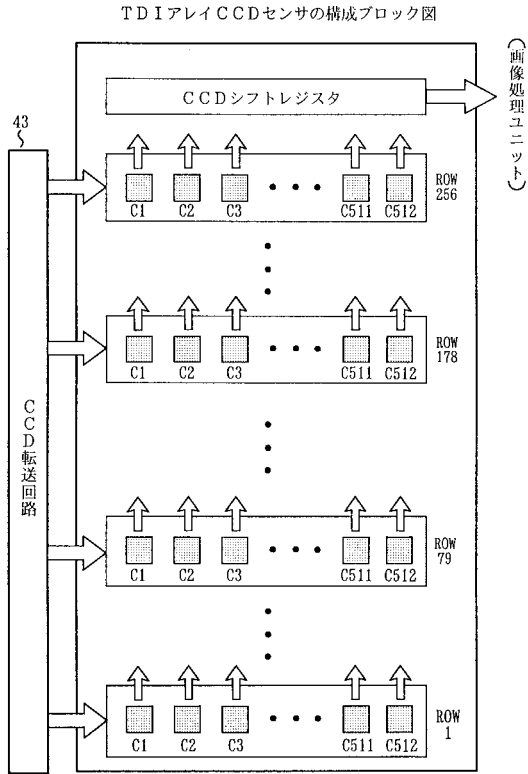 TDIアレイCCDセンサの構成ブロック図
(画像処理ユニット)
CCDシフトレジスタ
43
CCD転送回路
C1 C2 C3 ・・・ C511 C512
ROW
256
C1 C2 C3 ・・・ C511 C512
ROW
178
C1 C2 C3 ・・・ C511 C512
ROW
79
C1 C2 C3 ・・・ C511 C512
ROW
1